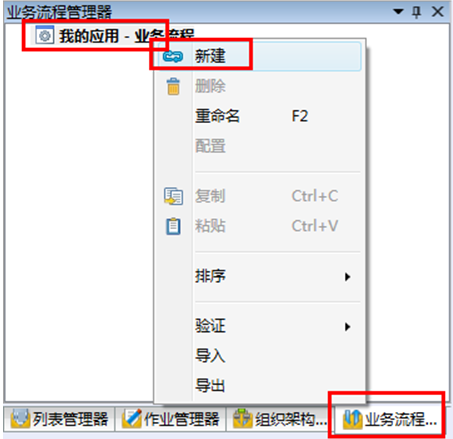 业务流程管理器
我的应用 - 业务流程
新建
删除
重命名 F2
配置
复制 Ctrl+C
粘贴 Ctrl+V
排序
验证
导入
导出
列表管理器 作业管理器 组织架构... 业务流程...